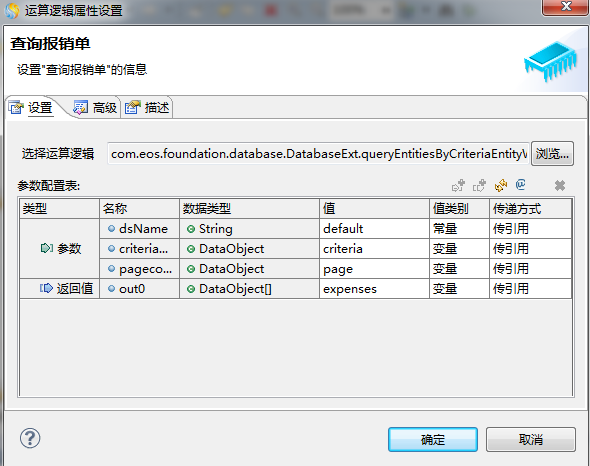 运算逻辑属性设置
查询报销单
设置"查询报销单"的信息
设置 高级 描述
选择运算逻辑 com.eos.foundation.database.DatabaseExt.queryEntitiesByCriteriaEntityW 浏览...
参数配置表:
类型 名称 数据类型 值 值类别 传递方式
参数 dsName String default 常量 传引用
criteria... DataObject criteria 变量 传引用
pageco... DataObject page 变量 传引用
返回值 out0 DataObject[] expenses 变量 传引用
确定 取消